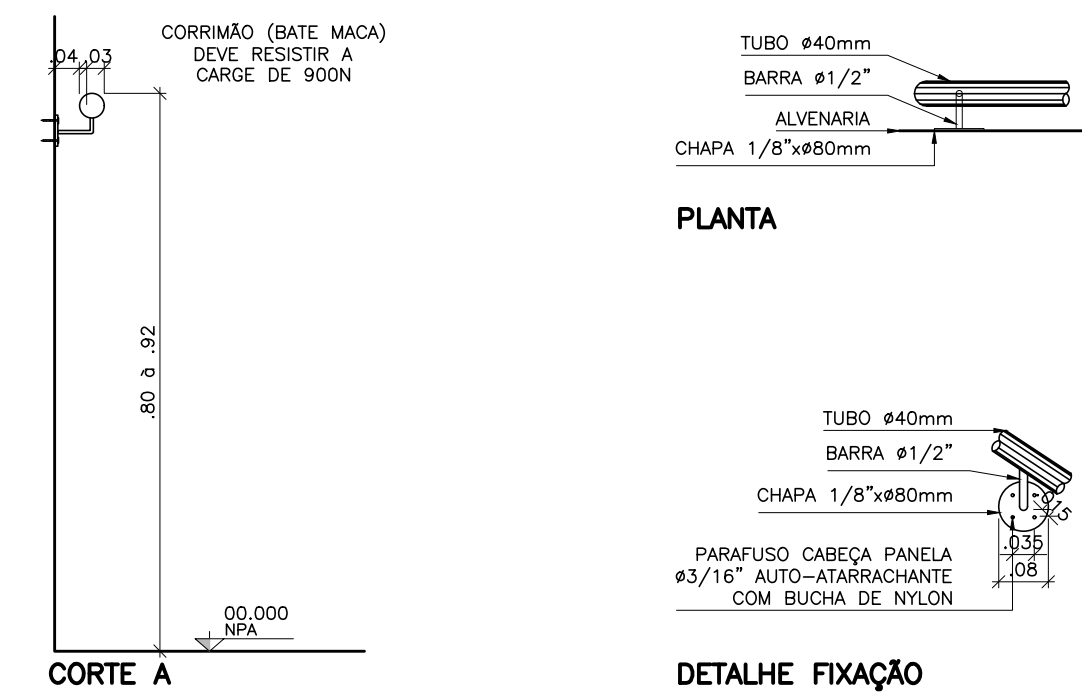 CORRIMÃO (BATE MACA)
DEVE RESISTIR A
CARGE DE 900N
.04 .03
.80 à .92
00.000
NPA
CORTE A
TUBO ø40mm
BARRA ø1/2”
ALVENARIA
CHAPA 1/8”xø80mm
PLANTA
TUBO ø40mm
BARRA ø1/2”
CHAPA 1/8”xø80mm
.015
.035
.08
PARAFUSO CABEÇA PANELA
ø3/16” AUTO–ATARRACHANTE
COM BUCHA DE NYLON
DETALHE FIXAÇÃO